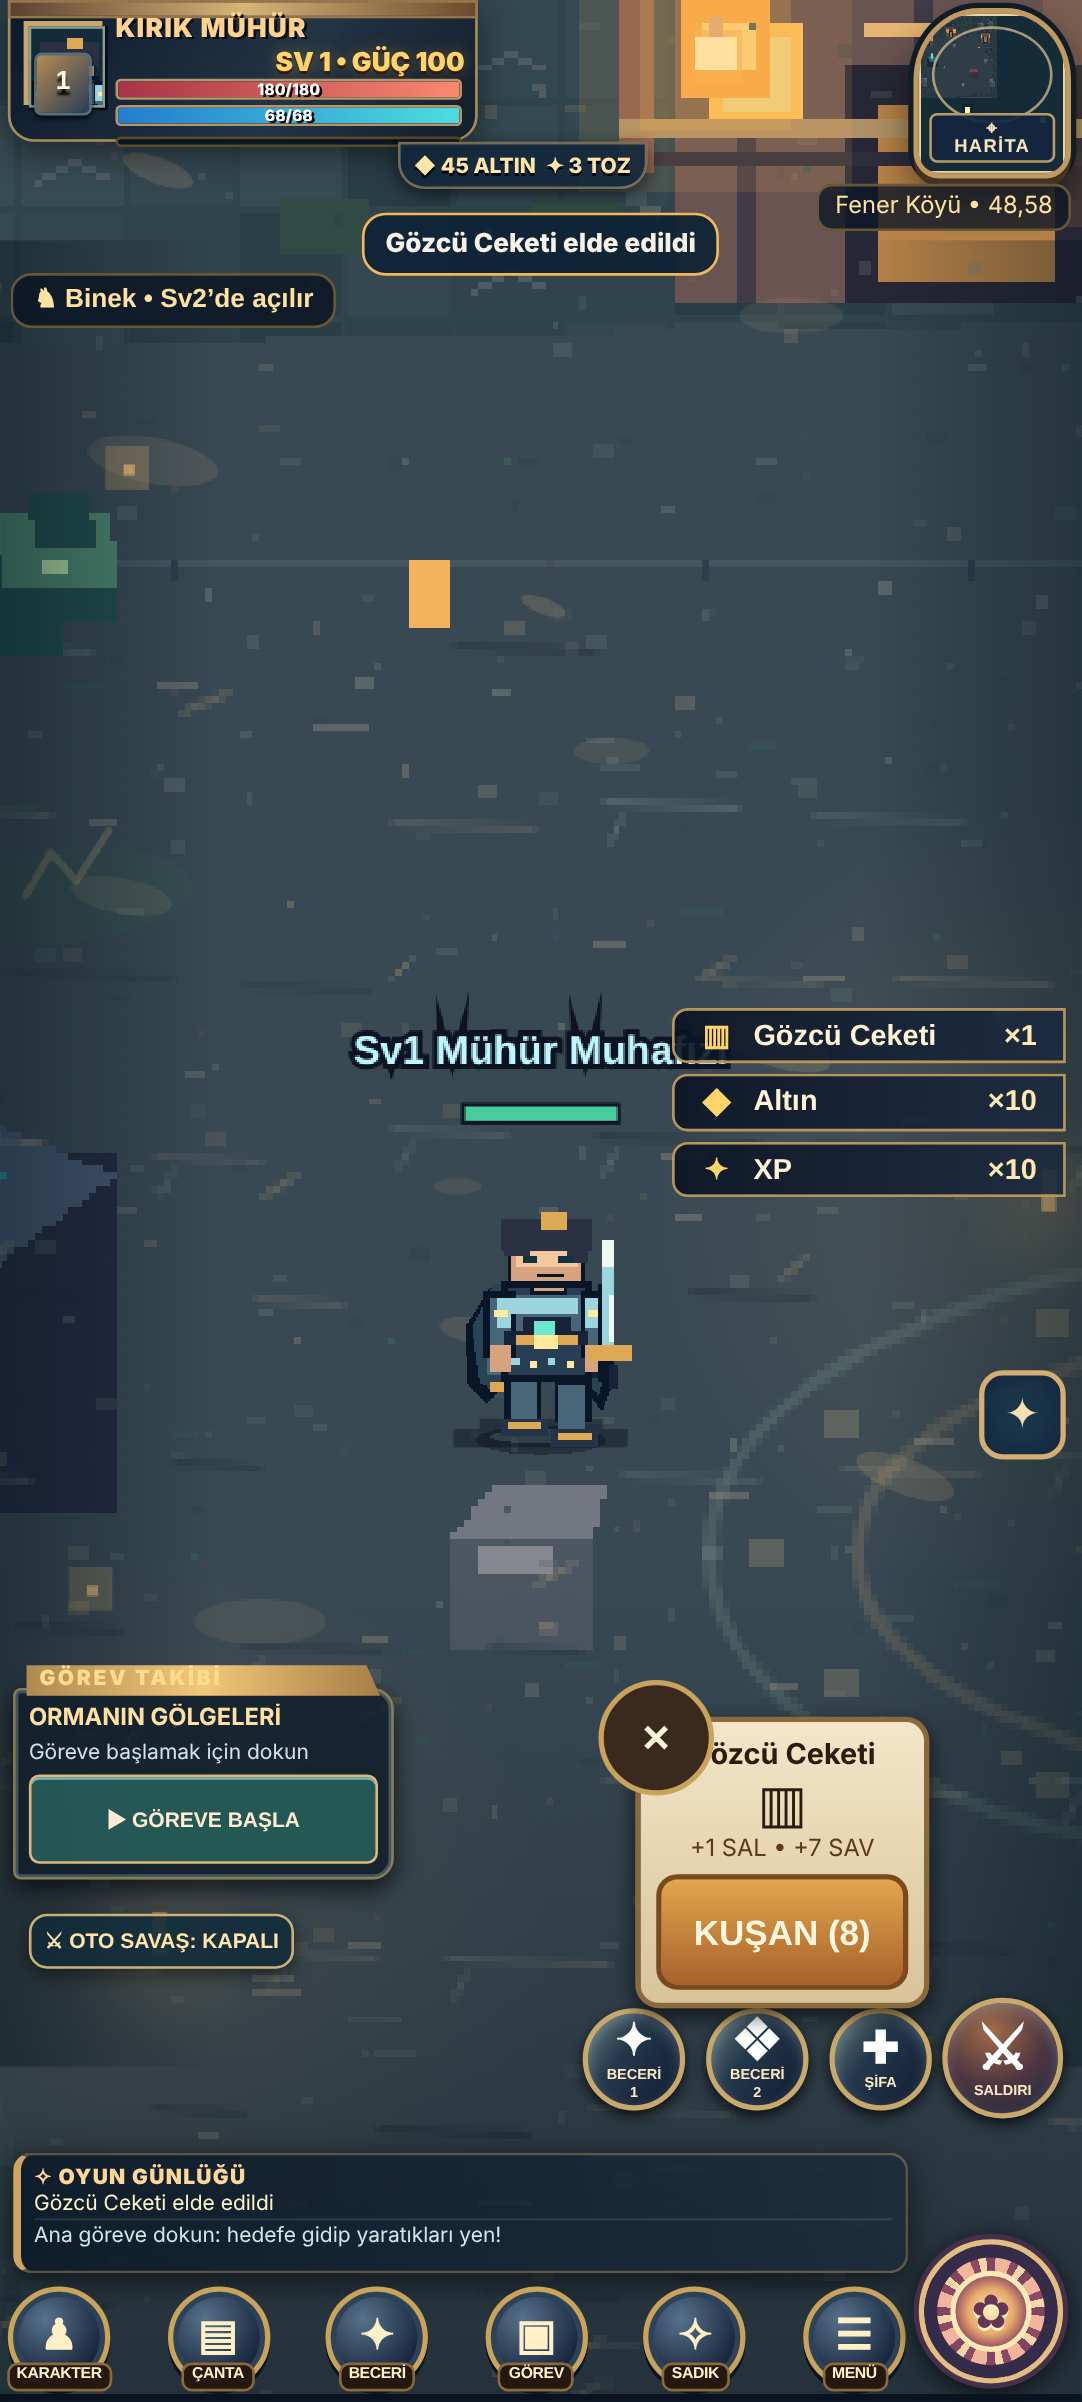 KIRIK MÜHÜR
SV 1 • GÜÇ 100
1
180/180
68/68
45 ALTIN ✦ 3 TOZ
HARİTA
Fener Köyü • 48,58
Gözcü Ceketi elde edildi
Binek • Sv2’de açılır
Sv1 Mühür Muhafızı
Gözcü Ceketi ×1
Altın ×10
XP ×10
GÖREV TAKİBİ
ORMANIN GÖLGELERİ
Göreve başlamak için dokun
▶ GÖREVE BAŞLA
⚔ OTO SAVAŞ: KAPALI
✕
özcü Ceketi
+1 SAL • +7 SAV
KUŞAN (8)
BECERİ 1
BECERİ 2
ŞİFA
SALDIRI
✧ OYUN GÜNLÜĞÜ
Gözcü Ceketi elde edildi
Ana göreve dokun: hedefe gidip yaratıkları yen!
KARAKTER
ÇANTA
BECERİ
GÖREV
SADIK
MENÜ